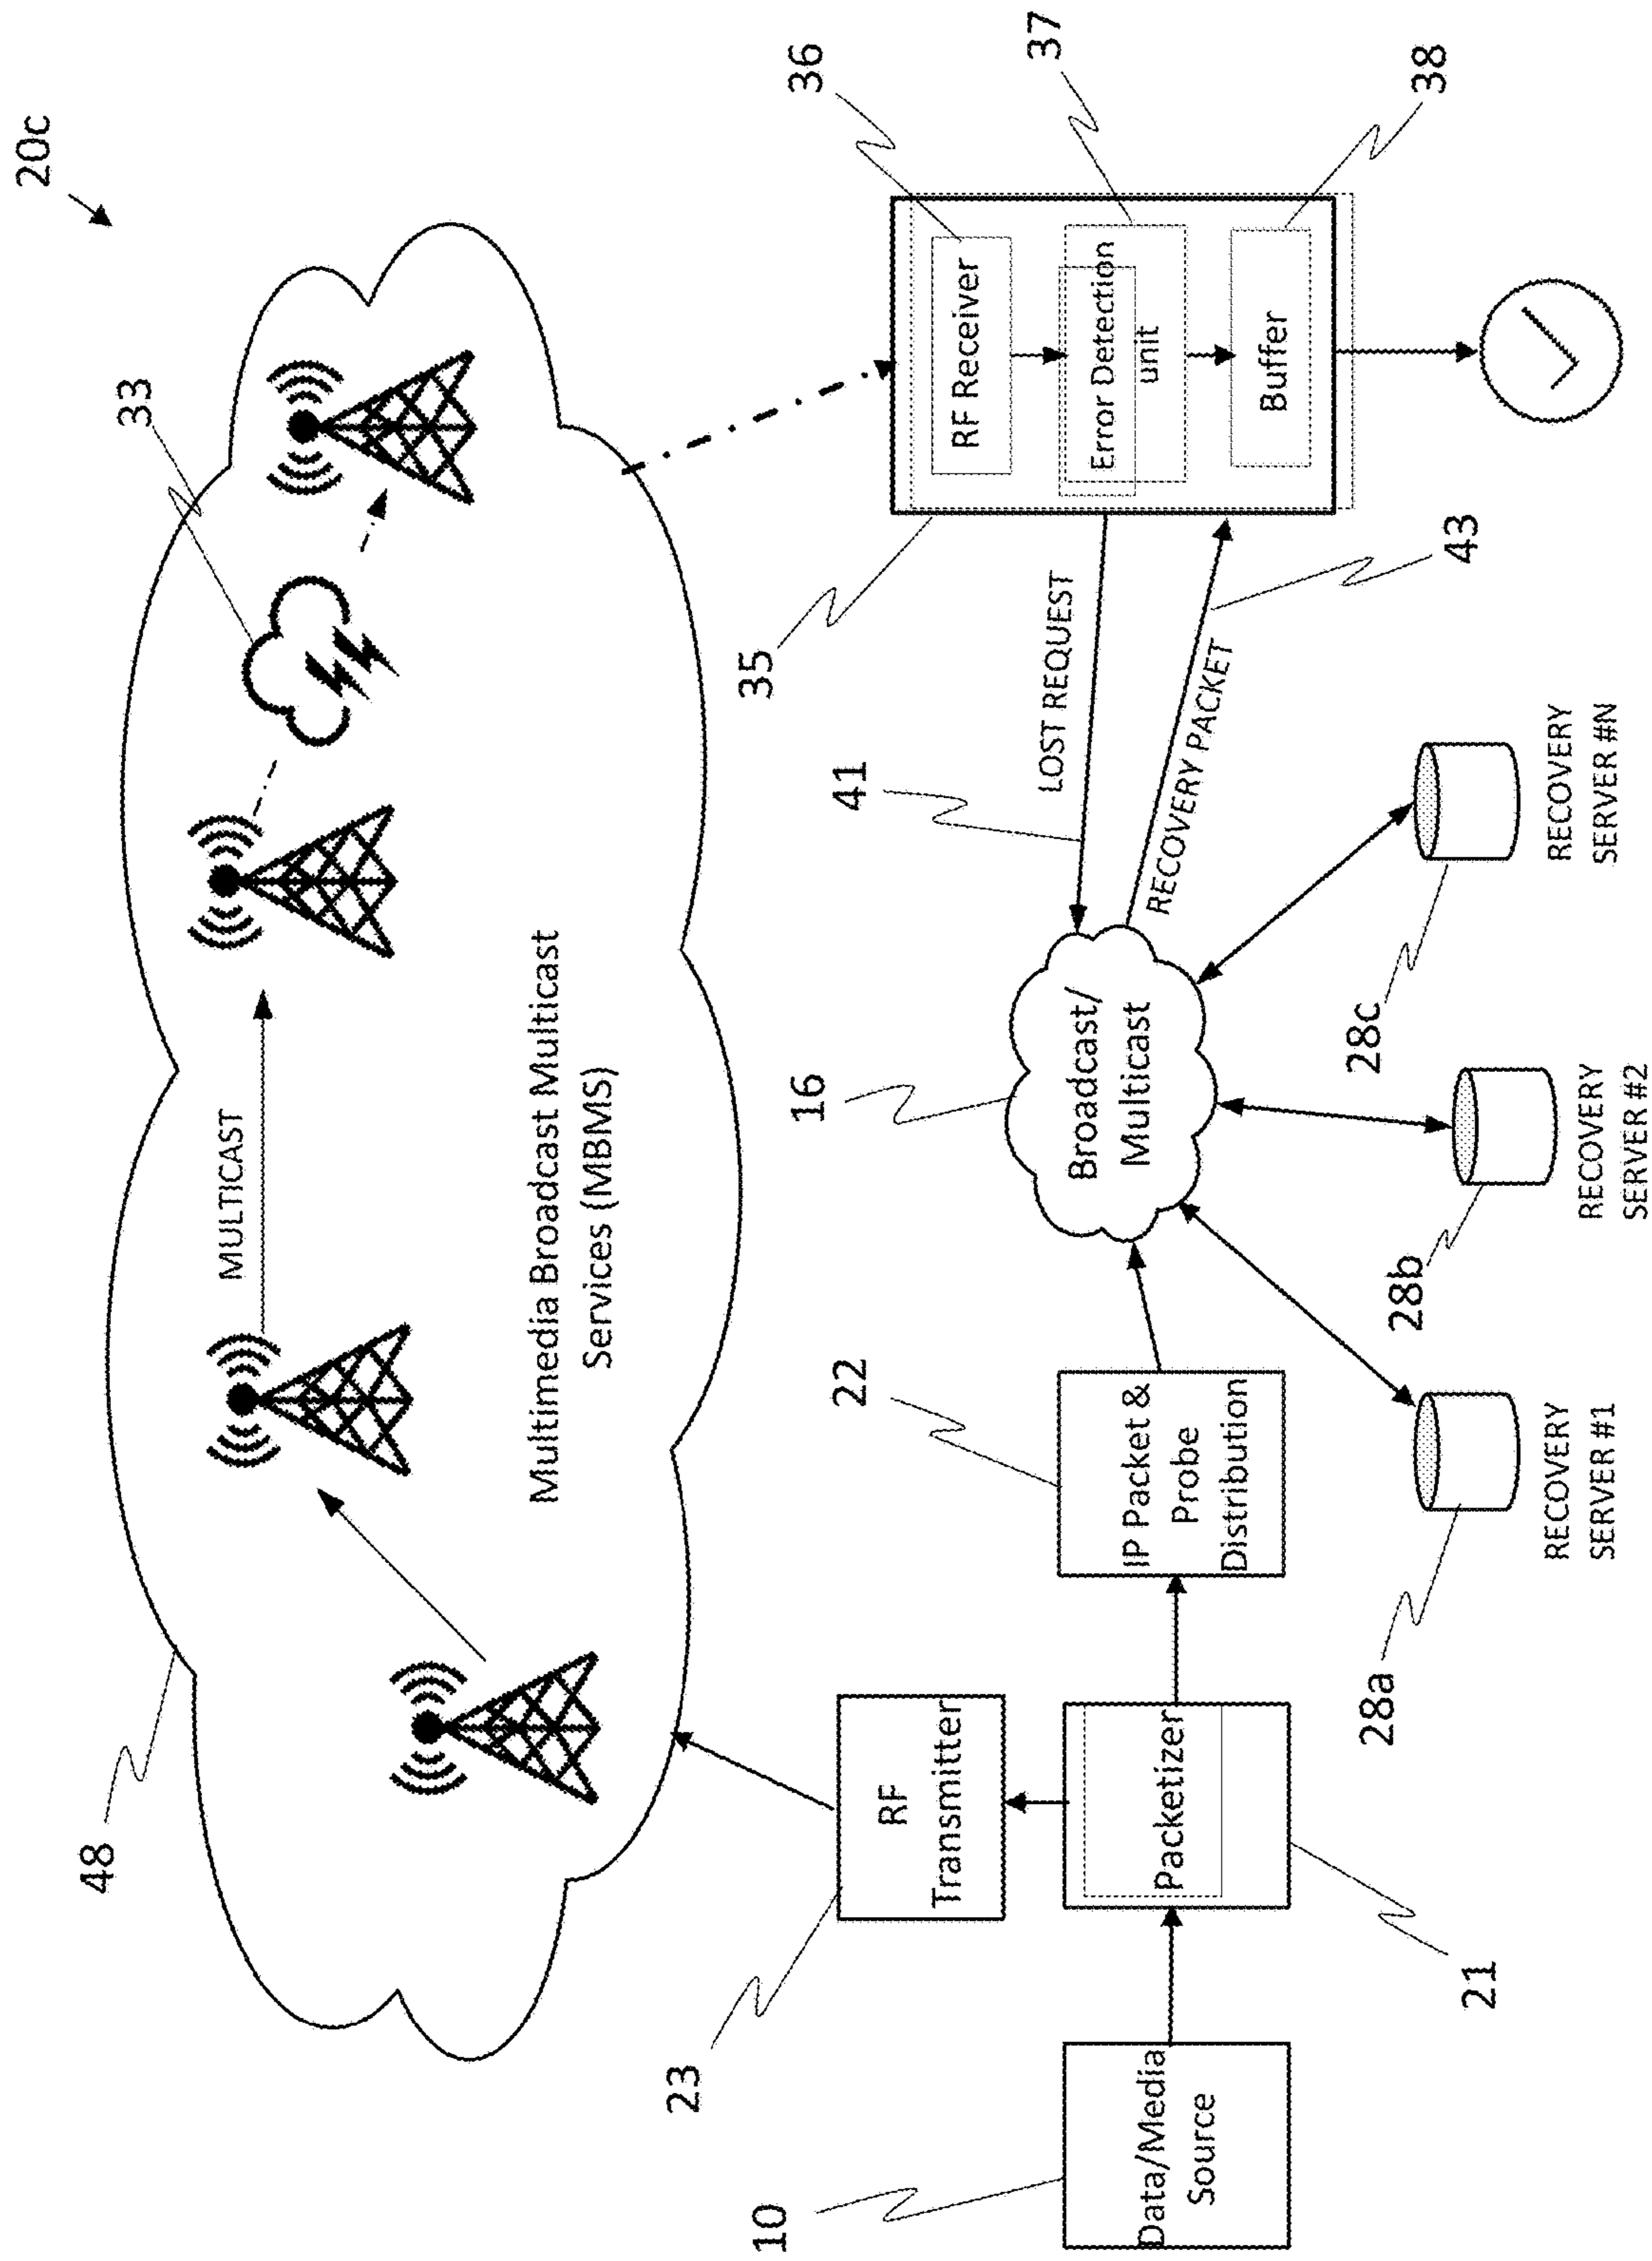 20c
48
33
MULTICAST
Multimedia Broadcast Multicast
Services (MBMS)
23
RF
Transmitter
10
Data/Media
Source
Packetizer
21
22
IP Packet &
Probe
Distribution
16
Broadcast/
Multicast
41
LOST REQUEST
RECOVERY PACKET
43
35
36
RF Receiver
37
Error Detection
unit
38
Buffer
28a
RECOVERY
SERVER #1
28b
RECOVERY
SERVER #2
28c
RECOVERY
SERVER #N